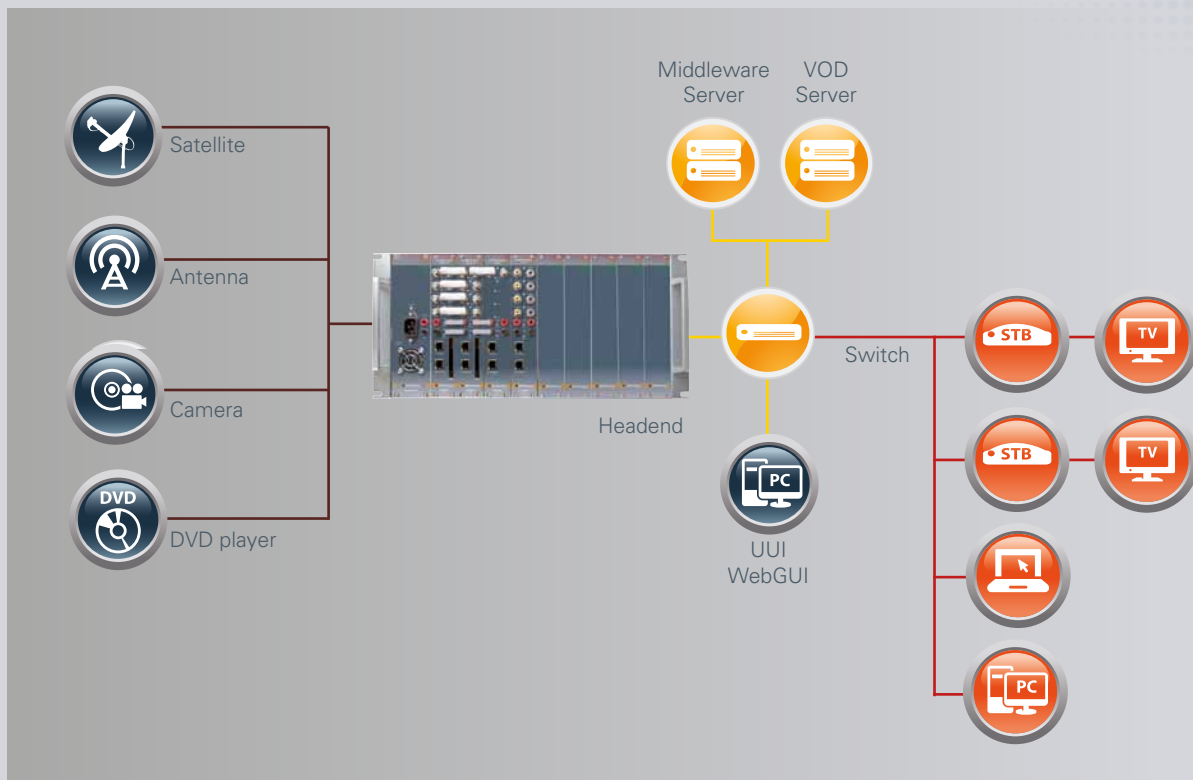 Middleware
Server
VOD
Server
Satellite
Antenna
Camera
DVD
DVD player
Headend
Switch
STB
TV
STB
TV
PC
UUI
WebGUI
PC